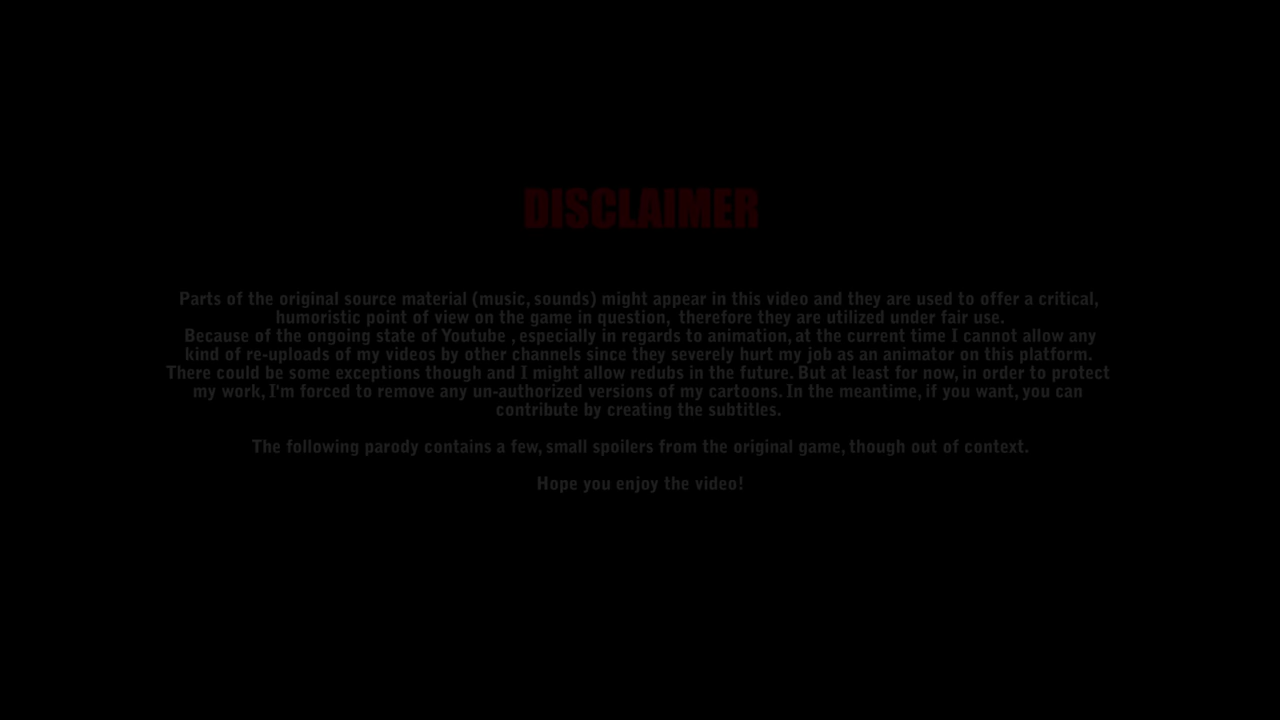 DISCLAIMER
Parts of the original source material (music, sounds) might appear in this video and they are used to offer a critical,
humoristic point of view on the game in question,  therefore they are utilized under fair use.
Because of the ongoing state of Youtube , especially in regards to animation, at the current time I cannot allow any
kind of re-uploads of my videos by other channels since they severely hurt my job as an animator on this platform.
There could be some exceptions though and I might allow redubs in the future. But at least for now, in order to protect
my work, I'm forced to remove any un-authorized versions of my cartoons. In the meantime, if you want, you can
contribute by creating the subtitles.
The following parody contains a few, small spoilers from the original game, though out of context.
Hope you enjoy the video!